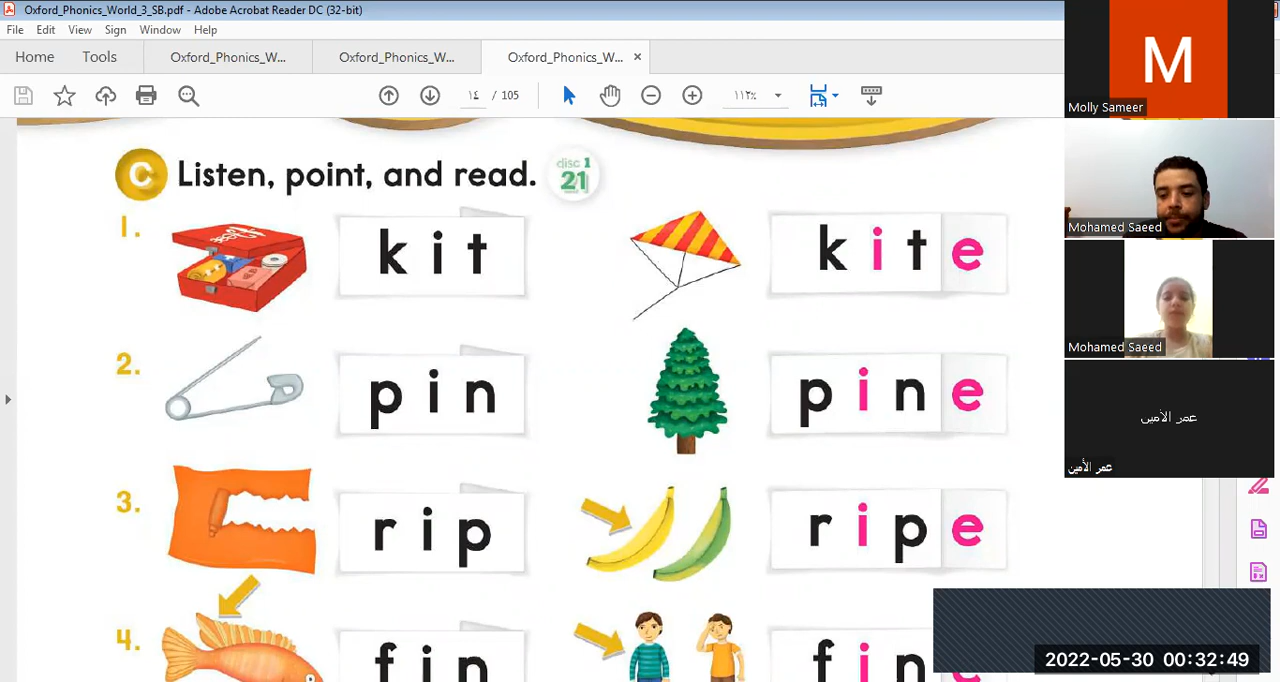 Oxford_Phonics_World_3_SB.pdf - Adobe Acrobat Reader DC (32-bit)
File Edit View Sign Window Help
Home Tools Oxford_Phonics_W... Oxford_Phonics_W... Oxford_Phonics_W... ×
١٤ / 105 ١١٢٪
C Listen, point, and read. disc 1 21
1. kit kite
2. pin pine
3. rip ripe
4. fin fine
M
Molly Sameer
Mohamed Saeed
Mohamed Saeed
عمر الأمين
عمر الأمين
2022-05-30 00:32:49